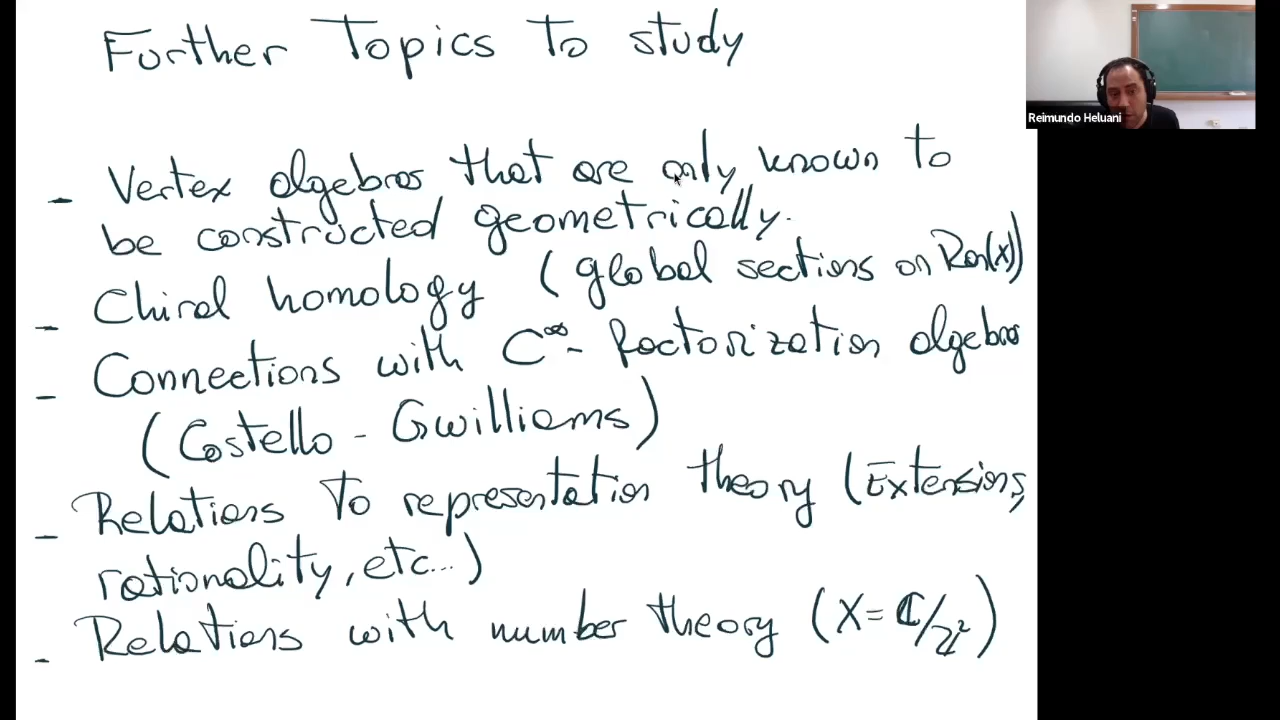 Further Topics to study
Reimundo Heluani
- Vertex algebras that are only known to
be constructed geometrically.
- Chiral homology (global sections on Ran(X))
- Connections with C^∞- factorization algebras
(Costello - Gwilliams)
- Relations to representation theory (Extensions,
rationality, etc...)
- Relations with number theory (X = ℂ/ℤ²)